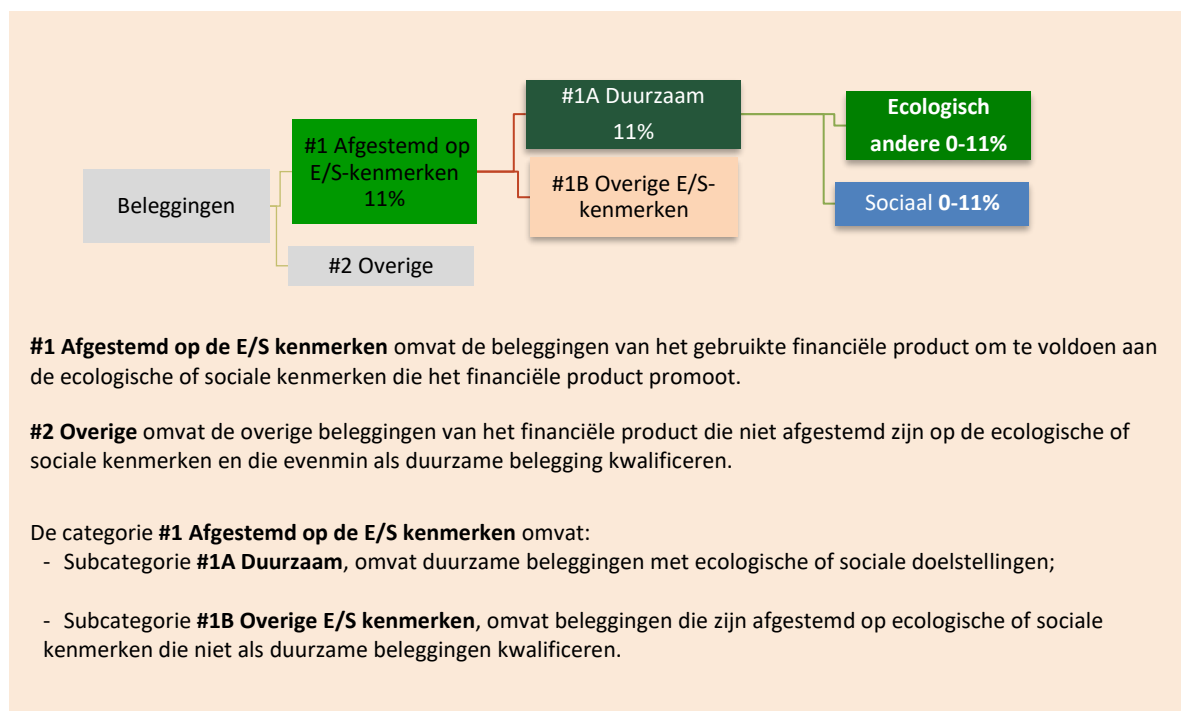 Beleggingen
#1 Afgestemd op
E/S-kenmerken
11%
#2 Overige
#1A Duurzaam
11%
#1B Overige E/S-
kenmerken
Ecologisch
andere 0-11%
Sociaal 0-11%
#1 Afgestemd op de E/S kenmerken omvat de beleggingen van het gebruikte financiële product om te voldoen aan
de ecologische of sociale kenmerken die het financiële product promoot.
#2 Overige omvat de overige beleggingen van het financiële product die niet afgestemd zijn op de ecologische of
sociale kenmerken en die evenmin als duurzame belegging kwalificeren.
De categorie #1 Afgestemd op de E/S kenmerken omvat:
- Subcategorie #1A Duurzaam, omvat duurzame beleggingen met ecologische of sociale doelstellingen;
- Subcategorie #1B Overige E/S kenmerken, omvat beleggingen die zijn afgestemd op ecologische of sociale
kenmerken die niet als duurzame beleggingen kwalificeren.